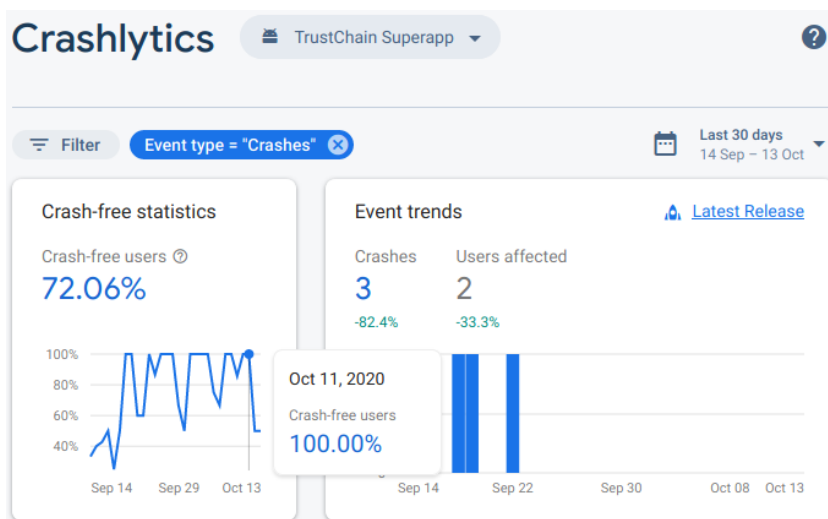 Crashlytics
TrustChain Superapp
Filter
Event type = "Crashes"
Last 30 days
14 Sep – 13 Oct
Crash-free statistics
Crash-free users
72.06%
100%
80%
60%
40%
Sep 14 Sep 29 Oct 13
Oct 11, 2020
Crash-free users
100.00%
Event trends
Latest Release
Crashes Users affected
3 2
-82.4% -33.3%
Sep 14 Sep 22 Sep 30 Oct 08 Oct 13